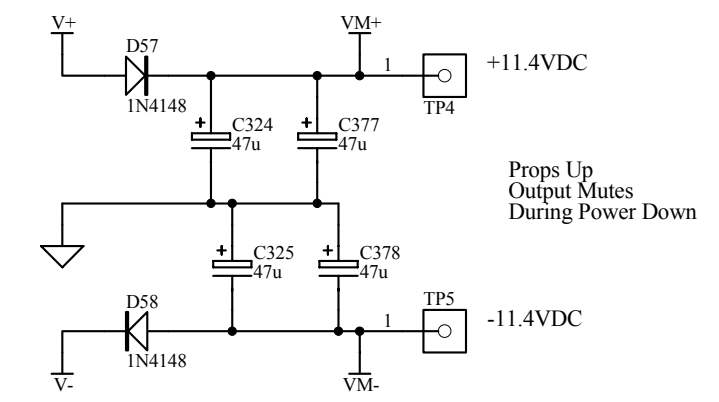 V+
VM+
D57
1
+11.4VDC
1N4148
TP4
+
C324
47u
+
C377
47u
Props Up
Output Mutes
During Power Down
+
C325
47u
+
C378
47u
D58
TP5
1
-11.4VDC
1N4148
V-
VM-